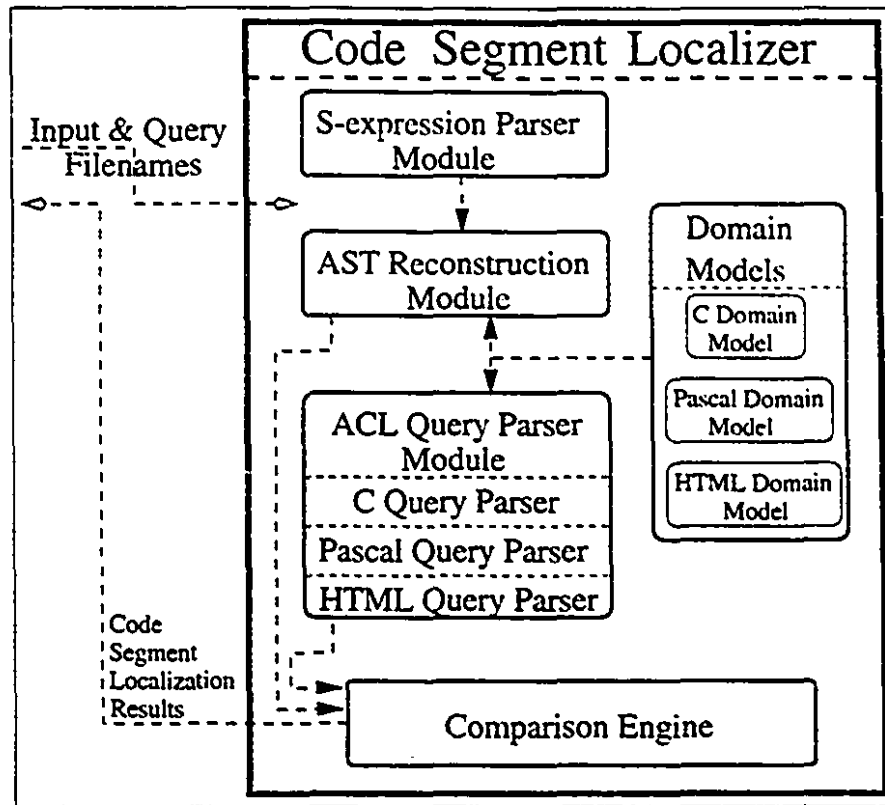 Code Segment Localizer
Input & Query
Filenames
S-expression Parser
Module
AST Reconstruction
Module
Domain
Models
C Domain
Model
Pascal Domain
Model
HTML Domain
Model
ACL Query Parser
Module
C Query Parser
Pascal Query Parser
HTML Query Parser
Code
Segment
Localization
Results
Comparison Engine